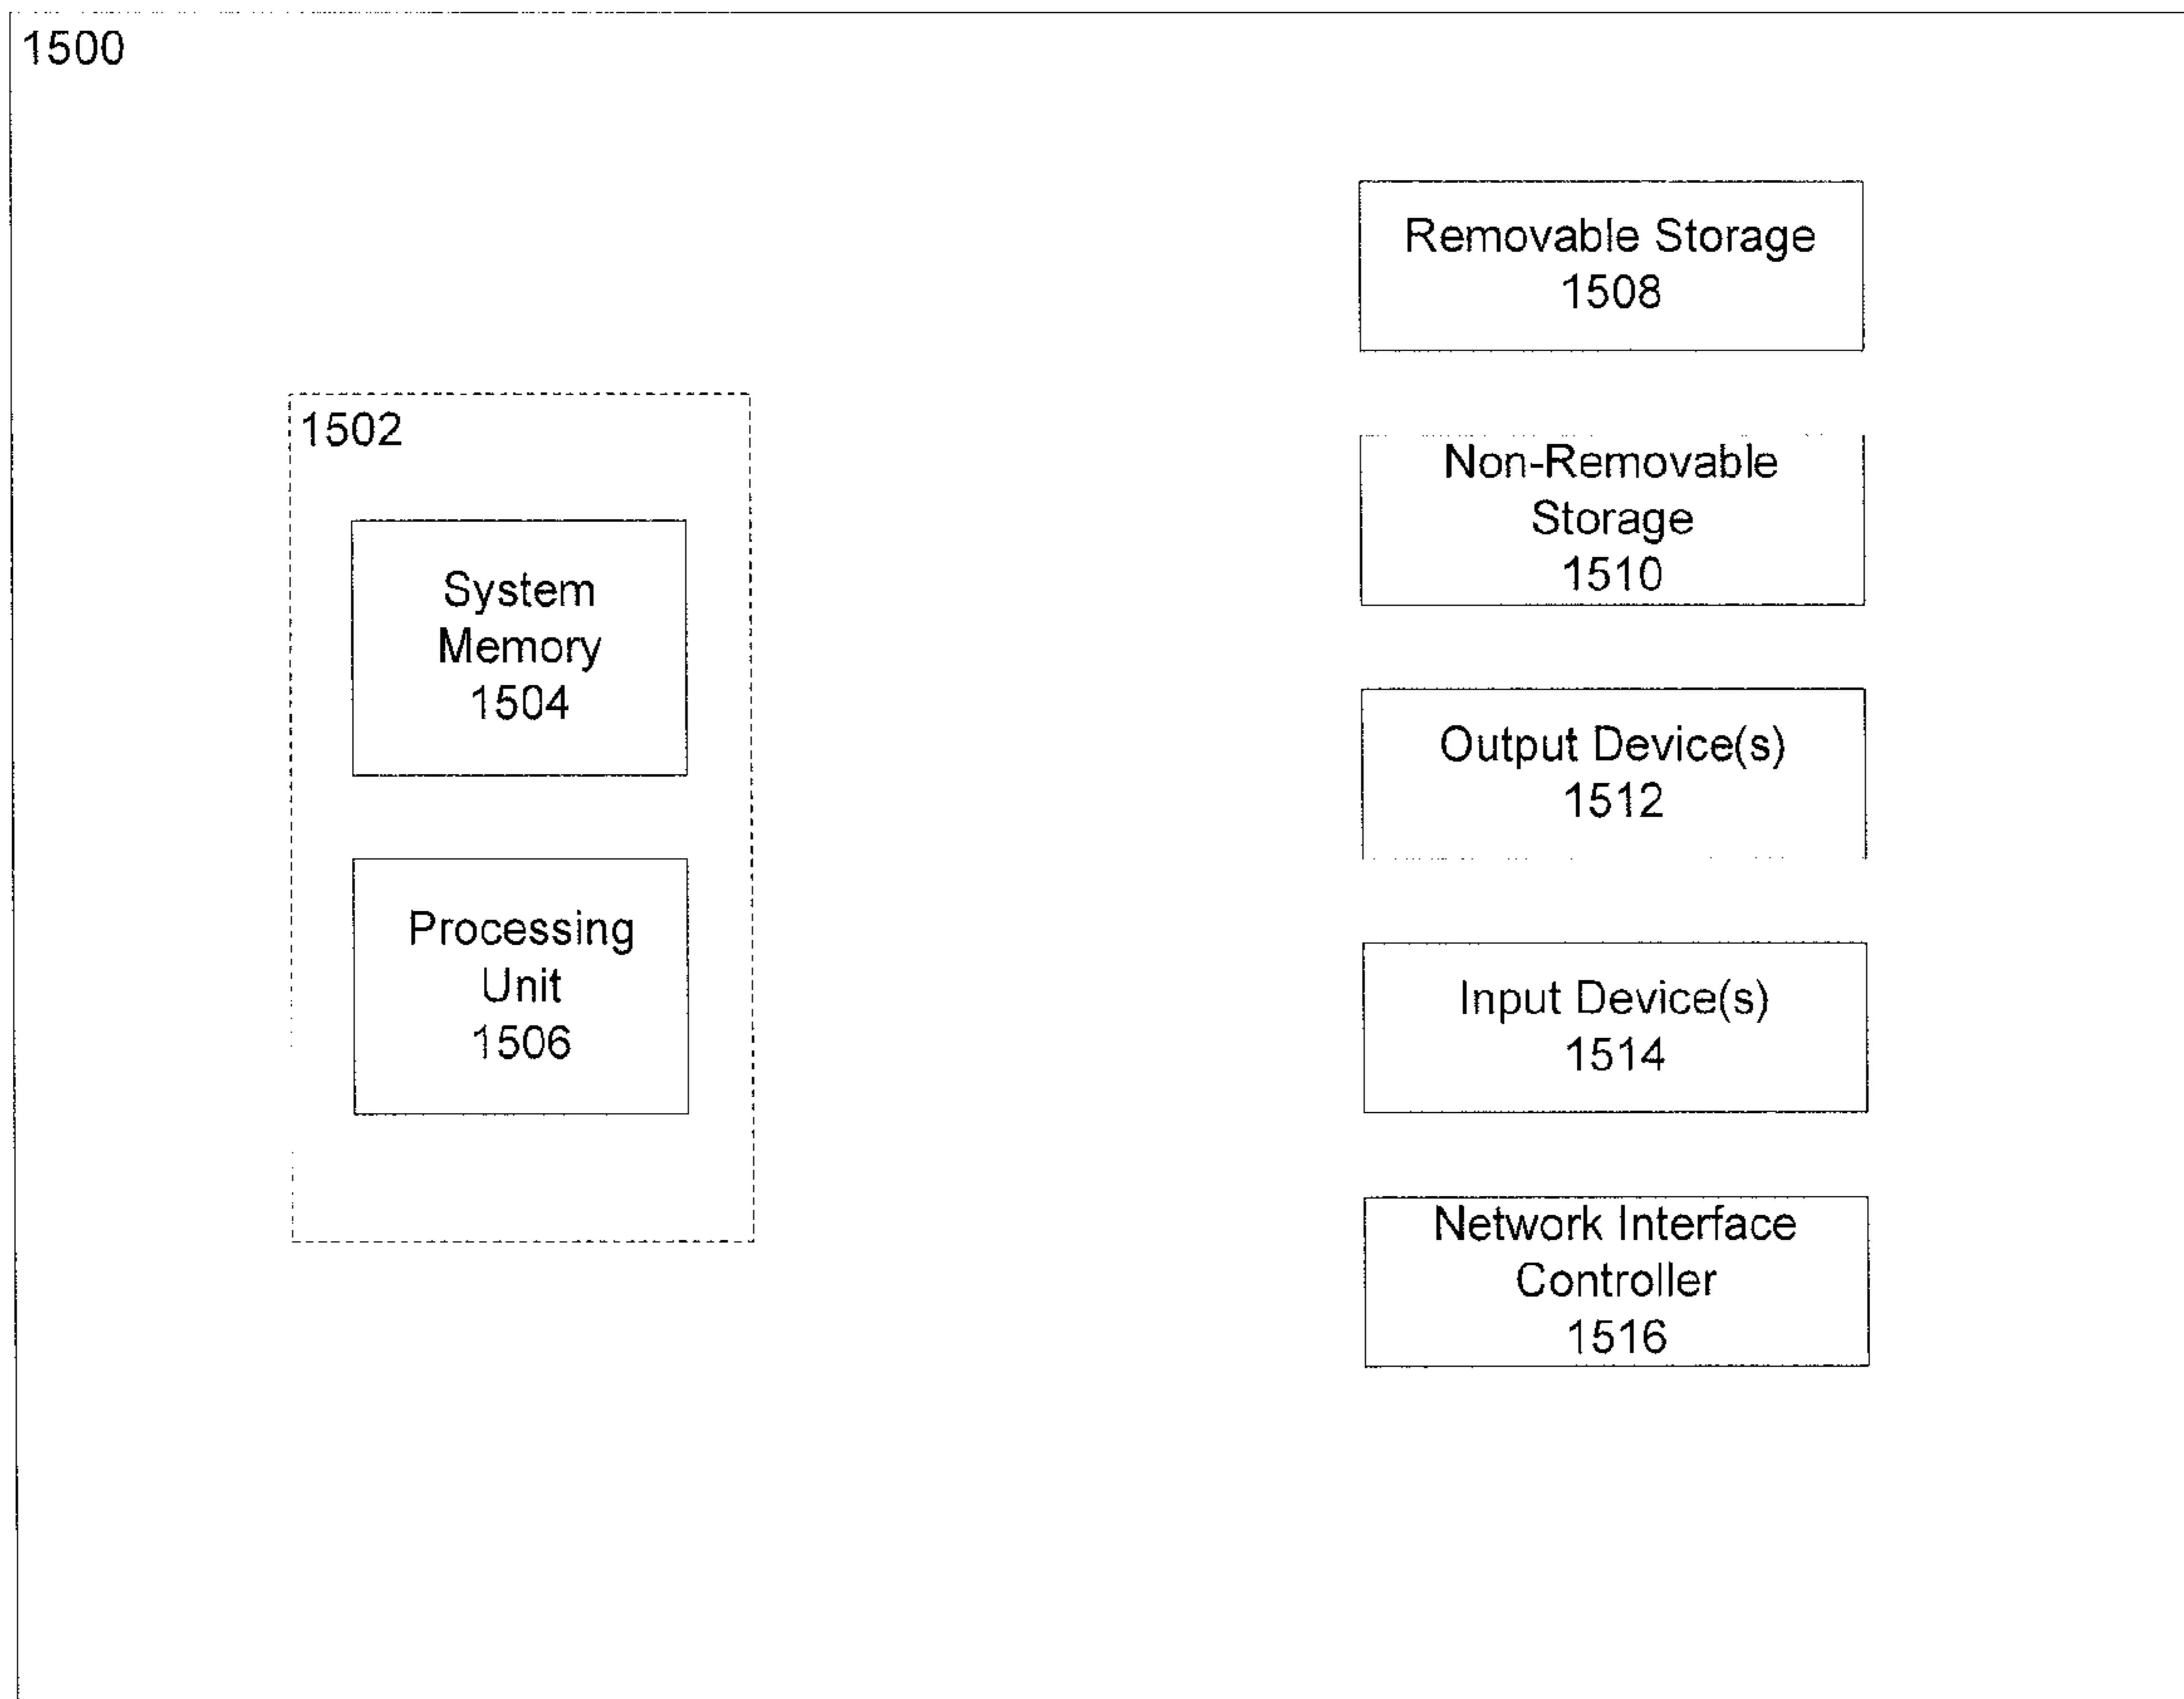 1500
1502
System
Memory
1504
Processing
Unit
1506
Removable Storage
1508
Non-Removable
Storage
1510
Output Device(s)
1512
Input Device(s)
1514
Network Interface
Controller
1516